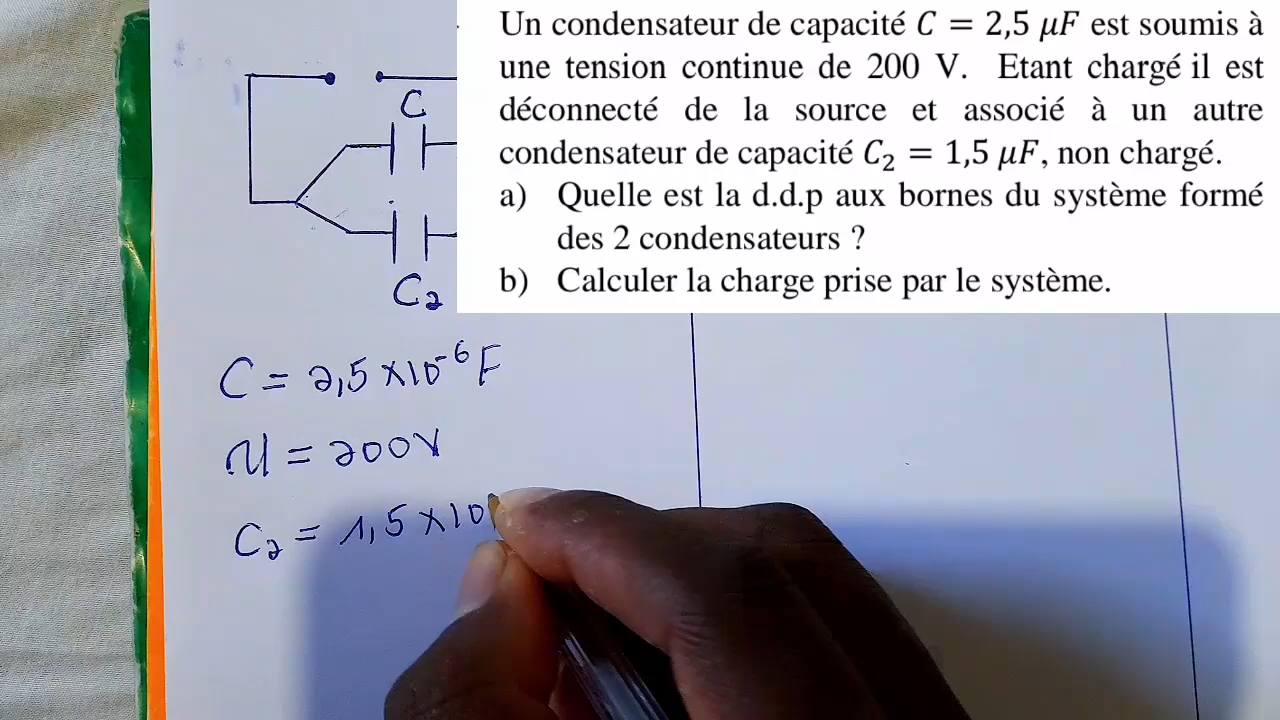 Un condensateur de capacité C = 2,5 μF est soumis à
une tension continue de 200 V. Etant chargé il est
déconnecté de la source et associé à un autre
condensateur de capacité C₂ = 1,5 μF, non chargé.
a) Quelle est la d.d.p aux bornes du système formé
des 2 condensateurs ?
b) Calculer la charge prise par le système.
C
C₂
C = 2,5 × 10⁻⁶ F
U = 200V
C₂ = 1,5 × 10